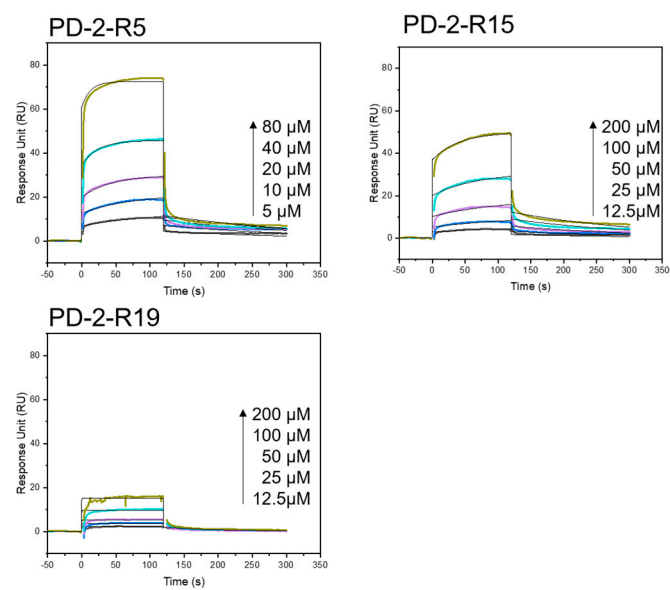 PD-2-R5
Response Unit (RU)
80
60
40
20
0
80 µM
40 µM
20 µM
10 µM
5 µM
-50 0 50 100 150 200 250 300 350
Time (s)
PD-2-R15
Response Unit (RU)
80
60
40
20
0
200 µM
100 µM
50 µM
25 µM
12.5µM
-50 0 50 100 150 200 250 300 350
Time (s)
PD-2-R19
Response Unit (RU)
80
60
40
20
0
200 µM
100 µM
50 µM
25 µM
12.5µM
-50 0 50 100 150 200 250 300 350
Time (s)